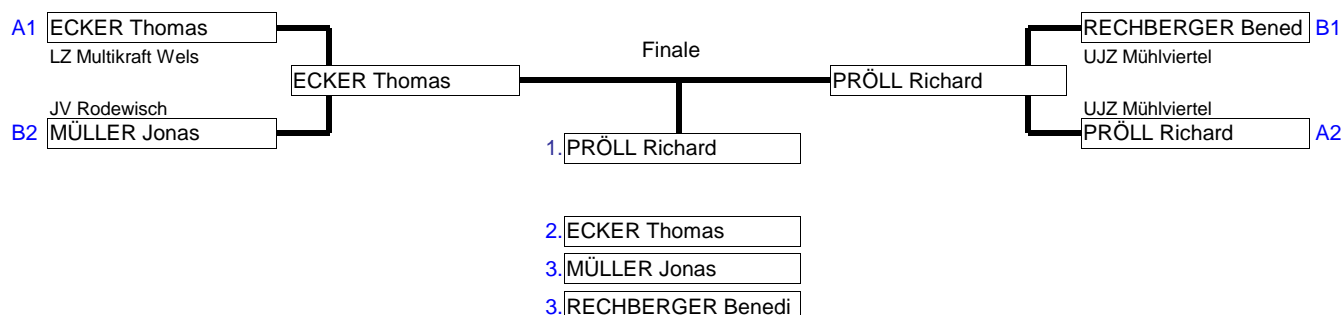 A1 ECKER Thomas
LZ Multikraft Wels
ECKER Thomas
JV Rodewisch
B2 MÜLLER Jonas
Finale
RECHBERGER Bened B1
UJZ Mühlviertel
PRÖLL Richard
UJZ Mühlviertel
PRÖLL Richard A2
1. PRÖLL Richard
2. ECKER Thomas
3. MÜLLER Jonas
3. RECHBERGER Benedi